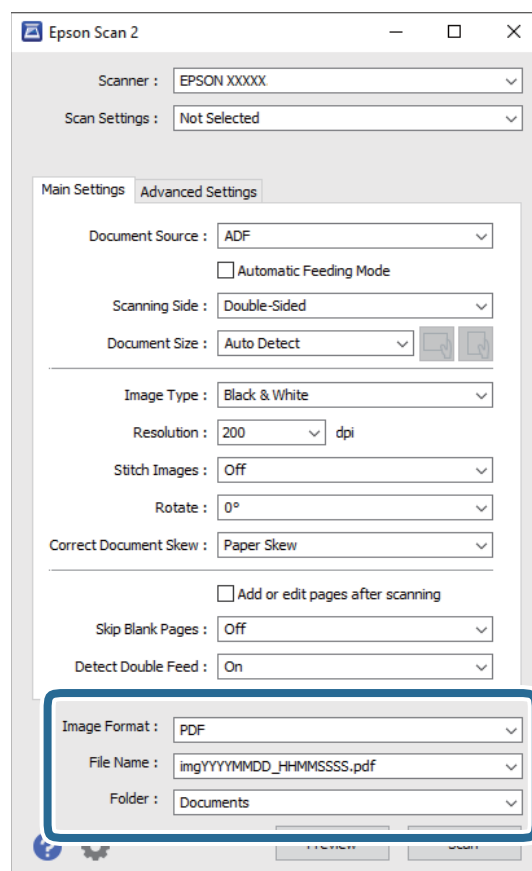 Epson Scan 2
Scanner : EPSON XXXXX
Scan Settings : Not Selected
Main Settings Advanced Settings
Document Source : ADF
Automatic Feeding Mode
Scanning Side : Double-Sided
Document Size : Auto Detect
Image Type : Black & White
Resolution : 200 dpi
Stitch Images : Off
Rotate : 0°
Correct Document Skew : Paper Skew
Add or edit pages after scanning
Skip Blank Pages : Off
Detect Double Feed : On
Image Format : PDF
File Name : imgYYYYMMDD_HHMMSSSS.pdf
Folder : Documents
? Preview Scan